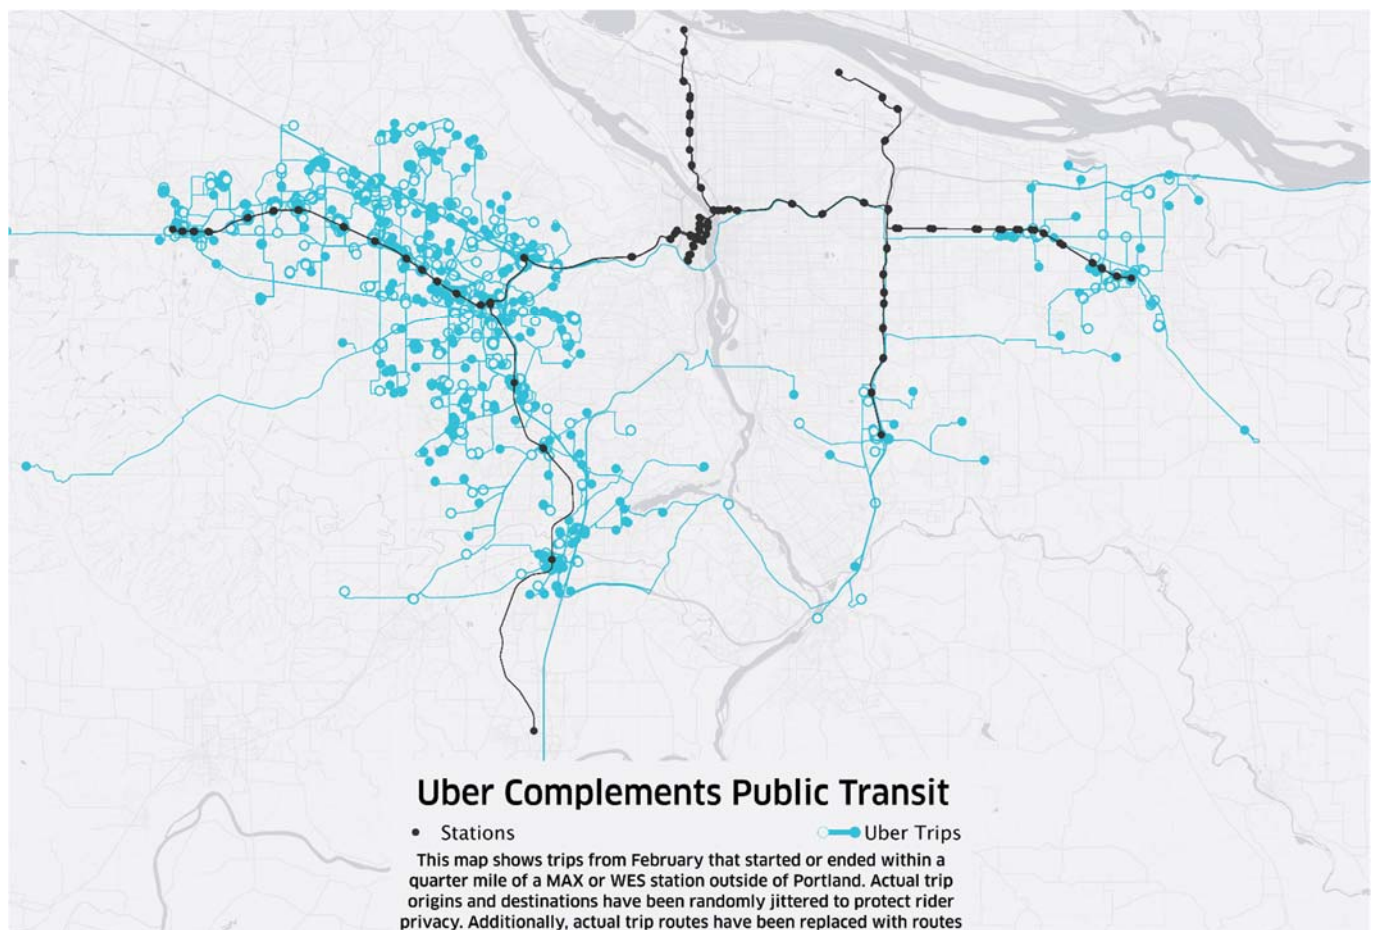 Uber Complements Public Transit
Stations
Uber Trips
This map shows trips from February that started or ended within a
quarter mile of a MAX or WES station outside of Portland. Actual trip
origins and destinations have been randomly jittered to protect rider
privacy. Additionally, actual trip routes have been replaced with routes